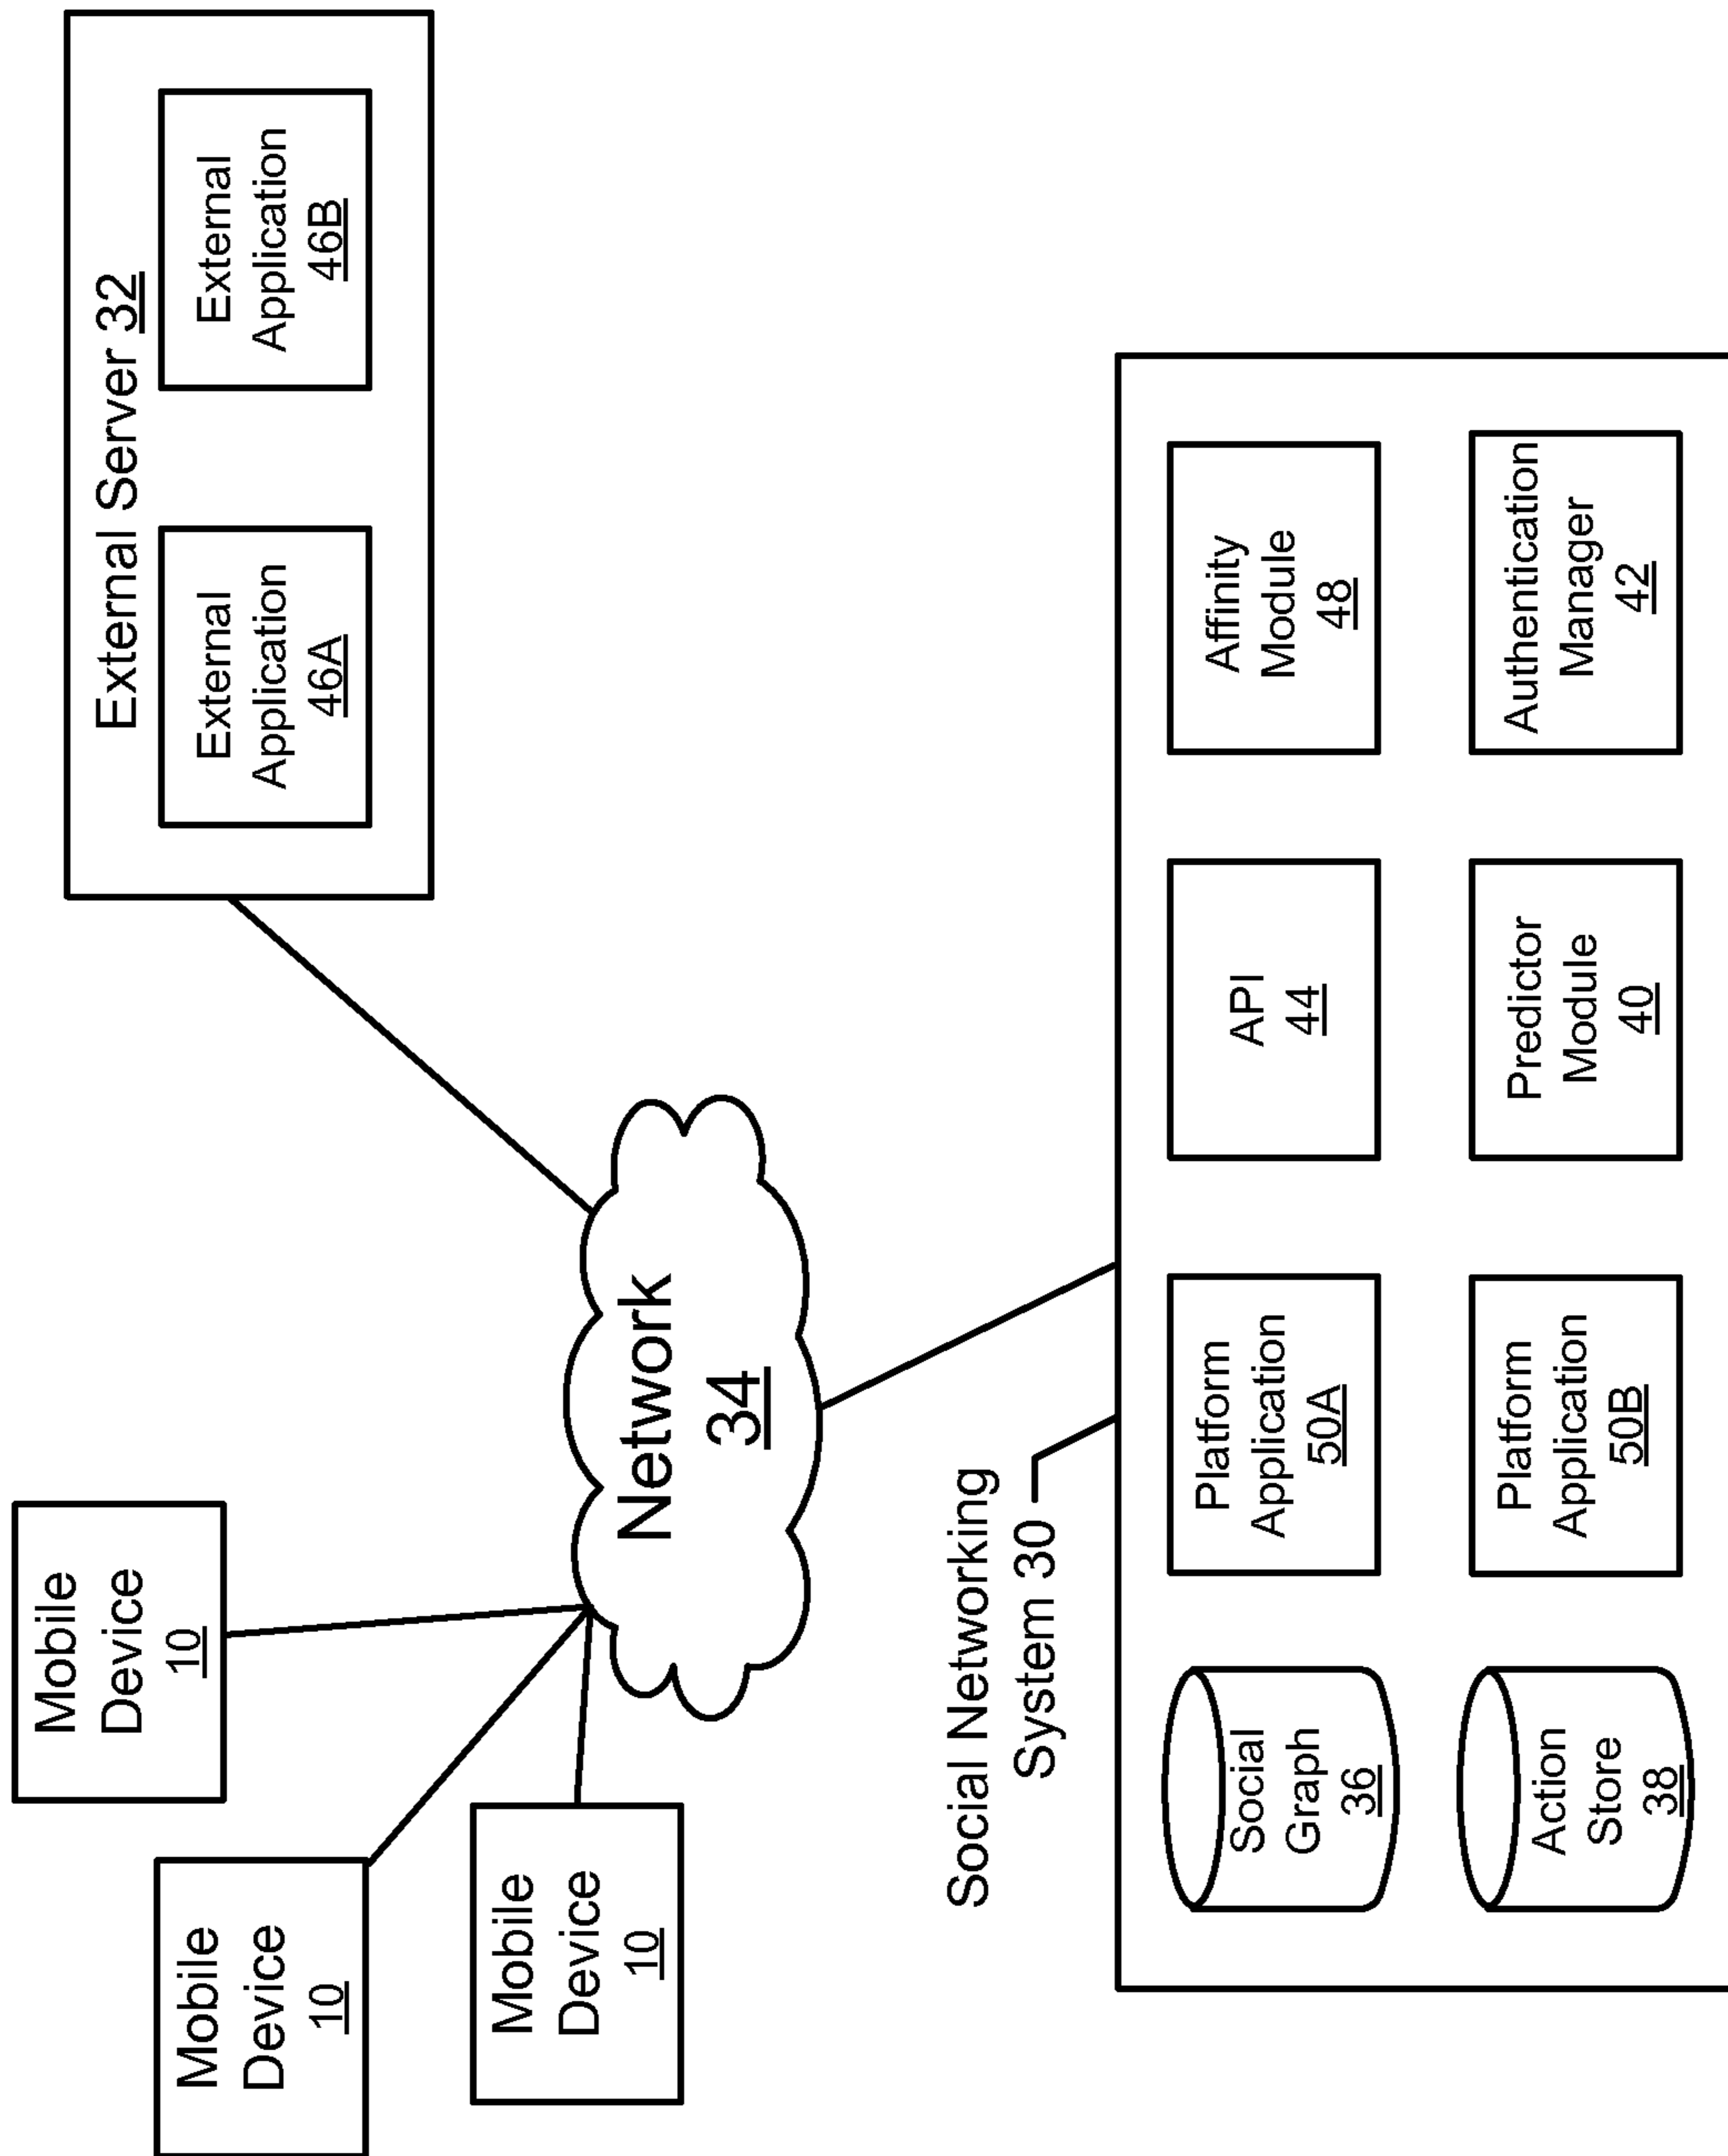 Mobile
Device
10
Mobile
Device
10
Mobile
Device
10
External Server 32
External
Application
46A
External
Application
46B
Network
34
Social Networking
System 30
Social
Graph
36
Platform
Application
50A
API
44
Affinity
Module
48
Action
Store
38
Platform
Application
50B
Predictor
Module
40
Authentication
Manager
42